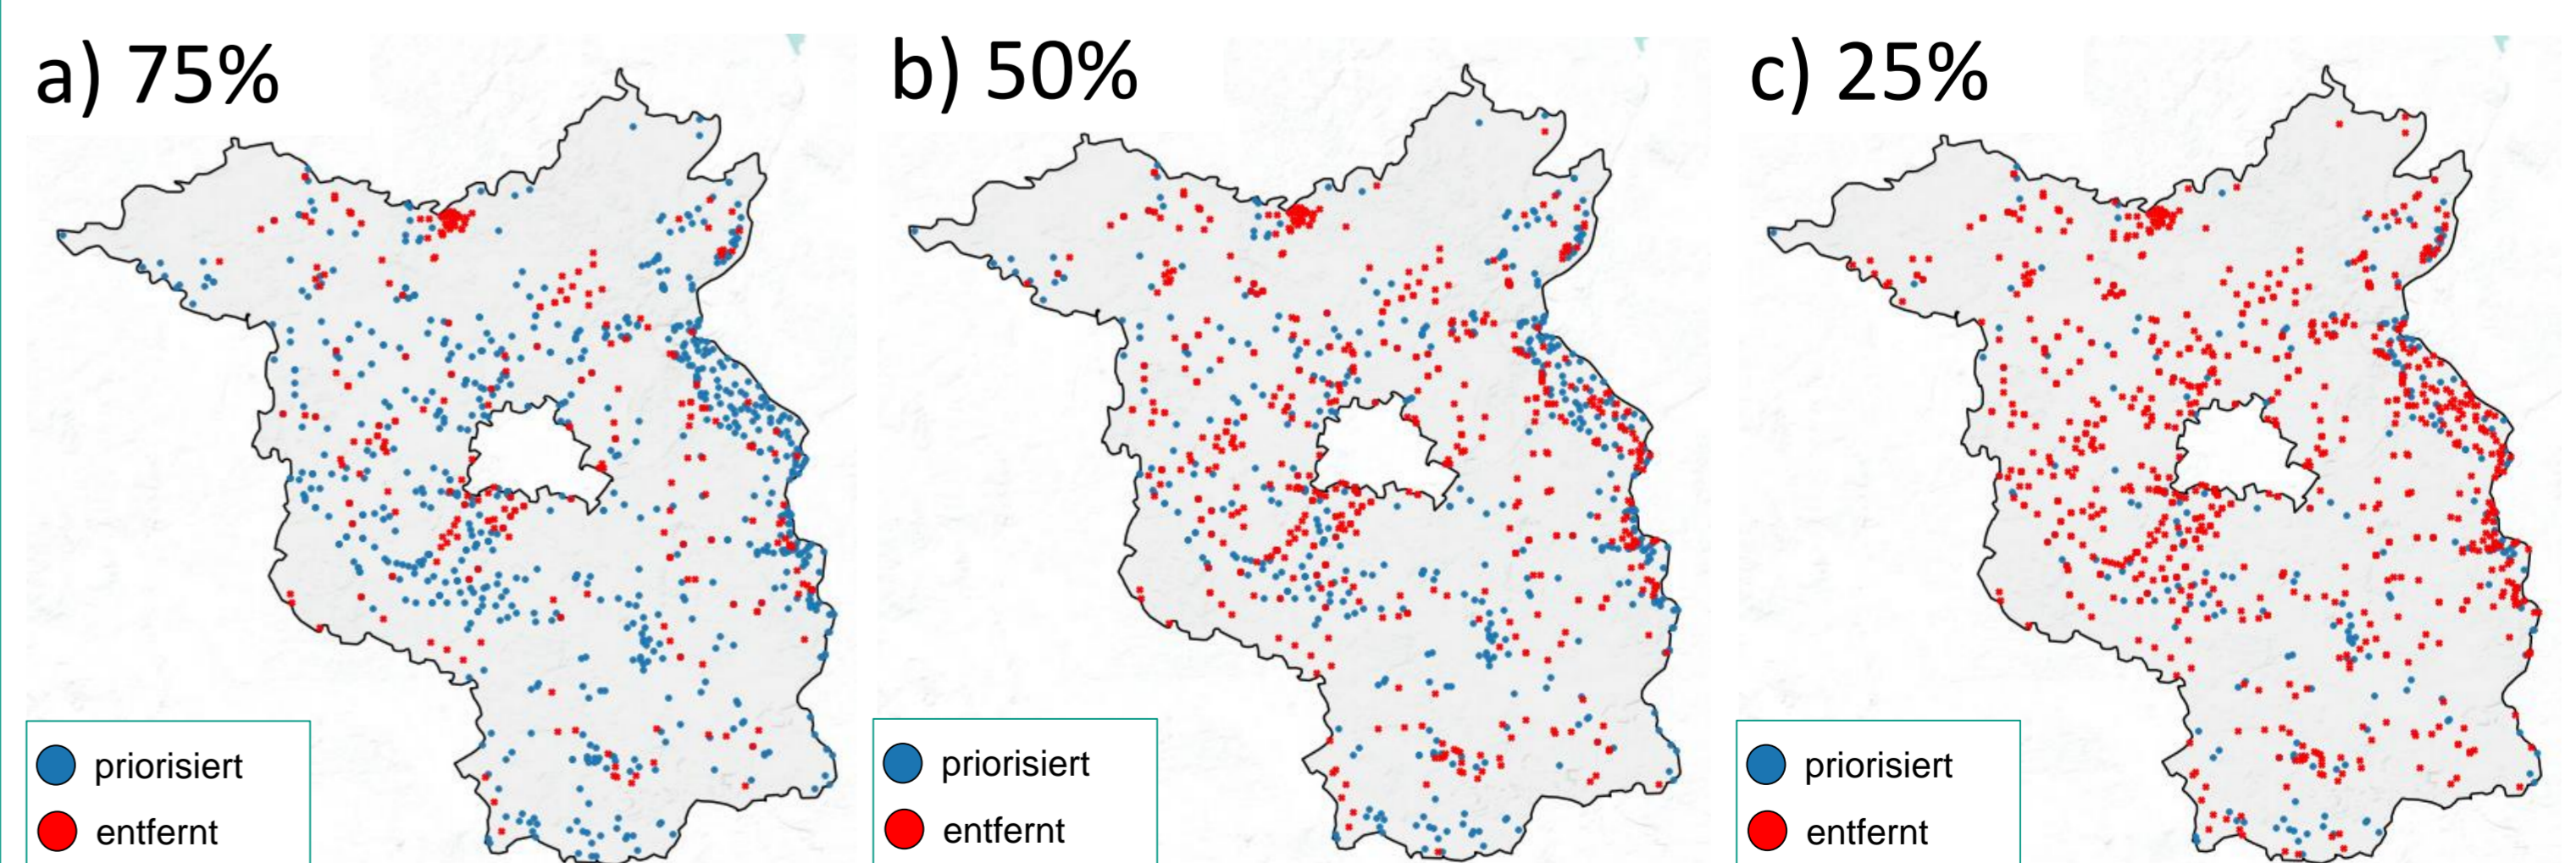 a) 75%
b) 50%
c) 25%
priorisiert
entfernt
priorisiert
entfernt
priorisiert
entfernt